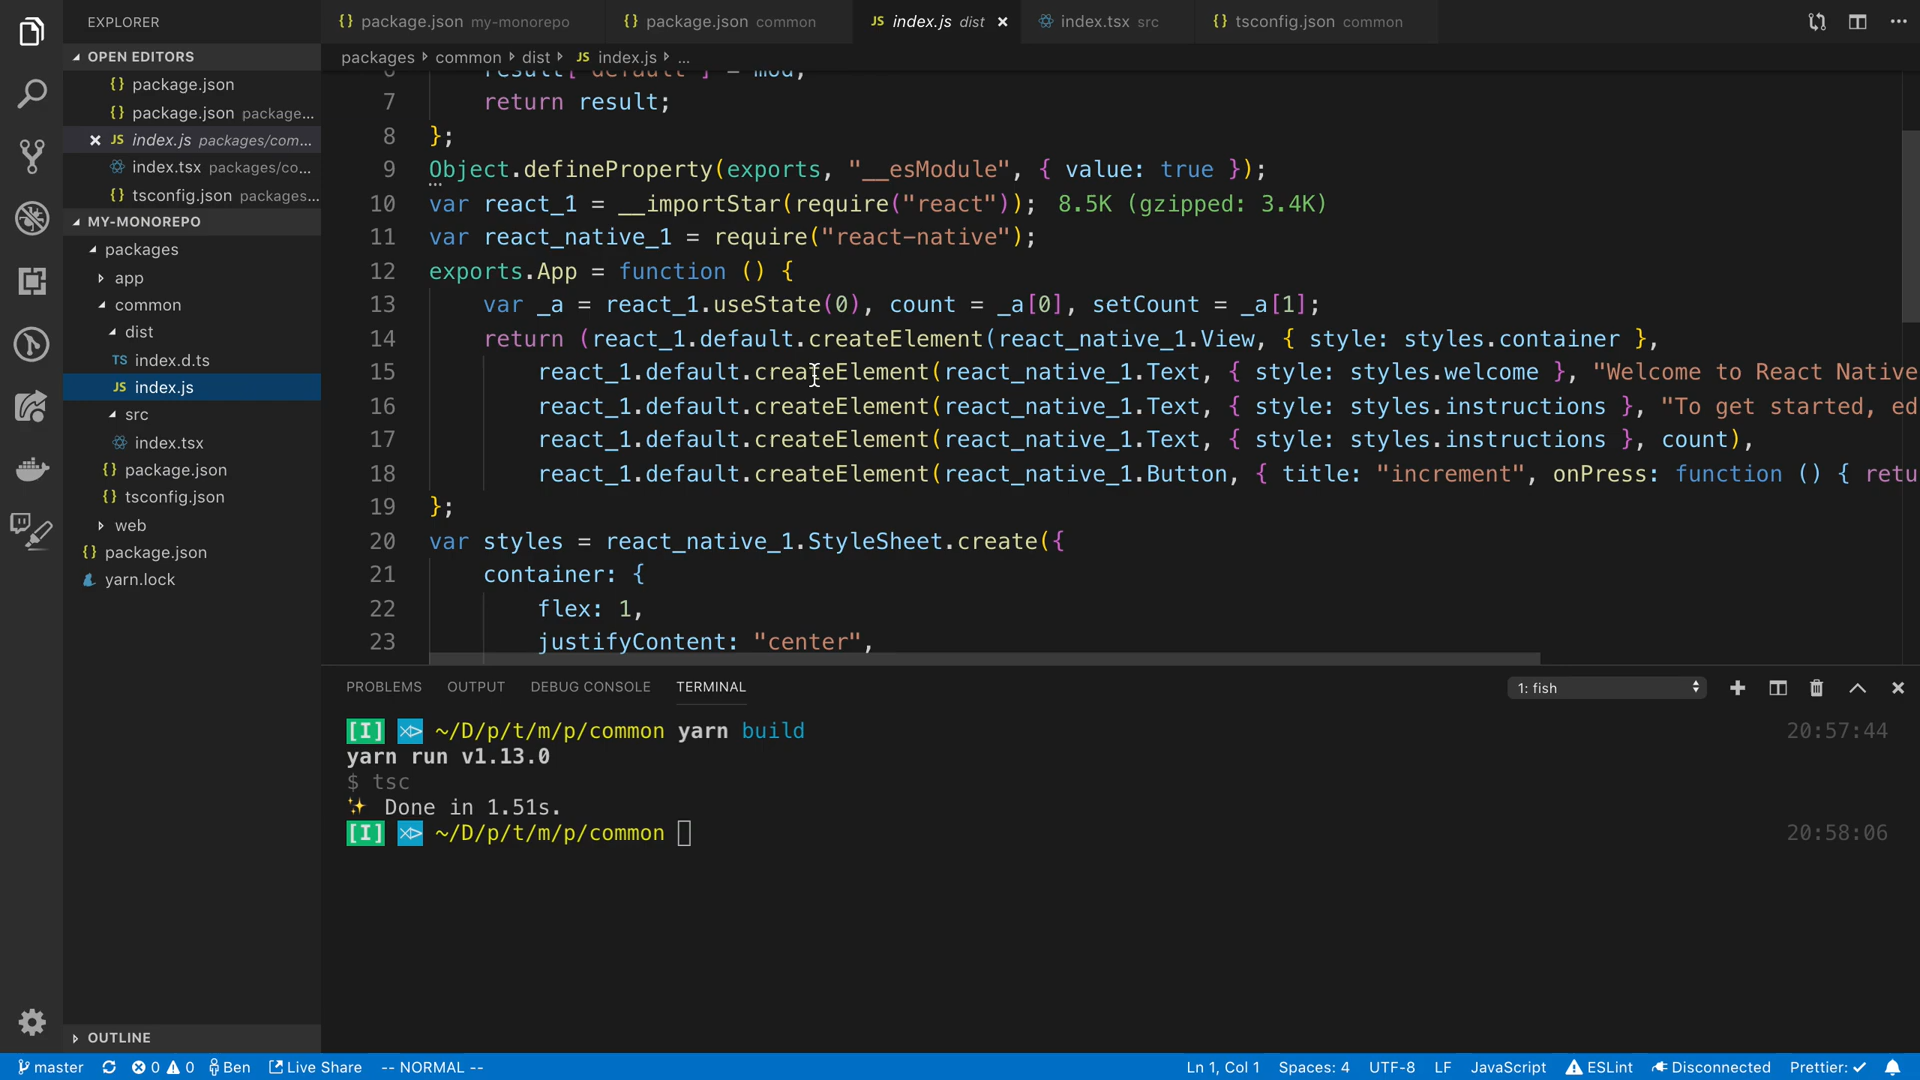 EXPLORER
OPEN EDITORS
{} package.json
{} package.json package...
JS index.js packages/com...
index.tsx packages/co...
{} tsconfig.json packages...
MY-MONOREPO
packages
app
common
dist
TS index.d.ts
JS index.js
src
index.tsx
{} package.json
{} tsconfig.json
web
{} package.json
yarn.lock
OUTLINE
{} package.json my-monorepo
{} package.json common
JS index.js dist
index.tsx src
{} tsconfig.json common
packages common dist JS index.js ...
6 result["default"] = mod;
7 return result;
8 };
9 Object.defineProperty(exports, "__esModule", { value: true });
10 var react_1 = __importStar(require("react")); 8.5K (gzipped: 3.4K)
11 var react_native_1 = require("react-native");
12 exports.App = function () {
13 var _a = react_1.useState(0), count = _a[0], setCount = _a[1];
14 return (react_1.default.createElement(react_native_1.View, { style: styles.container },
15 react_1.default.createElement(react_native_1.Text, { style: styles.welcome }, "Welcome to React Native
16 react_1.default.createElement(react_native_1.Text, { style: styles.instructions }, "To get started, ed
17 react_1.default.createElement(react_native_1.Text, { style: styles.instructions }, count),
18 react_1.default.createElement(react_native_1.Button, { title: "increment", onPress: function () { retu
19 };
20 var styles = react_native_1.StyleSheet.create({
21 container: {
22 flex: 1,
23 justifyContent: "center",
PROBLEMS OUTPUT DEBUG CONSOLE TERMINAL
1: fish
[I] ⋊> ~/D/p/t/m/p/common yarn build 20:57:44
yarn run v1.13.0
$ tsc
✨ Done in 1.51s.
[I] ⋊> ~/D/p/t/m/p/common 20:58:06
master 0 0 Ben Live Share -- NORMAL --
Ln 1, Col 1 Spaces: 4 UTF-8 LF JavaScript ESLint Disconnected Prettier: ✓